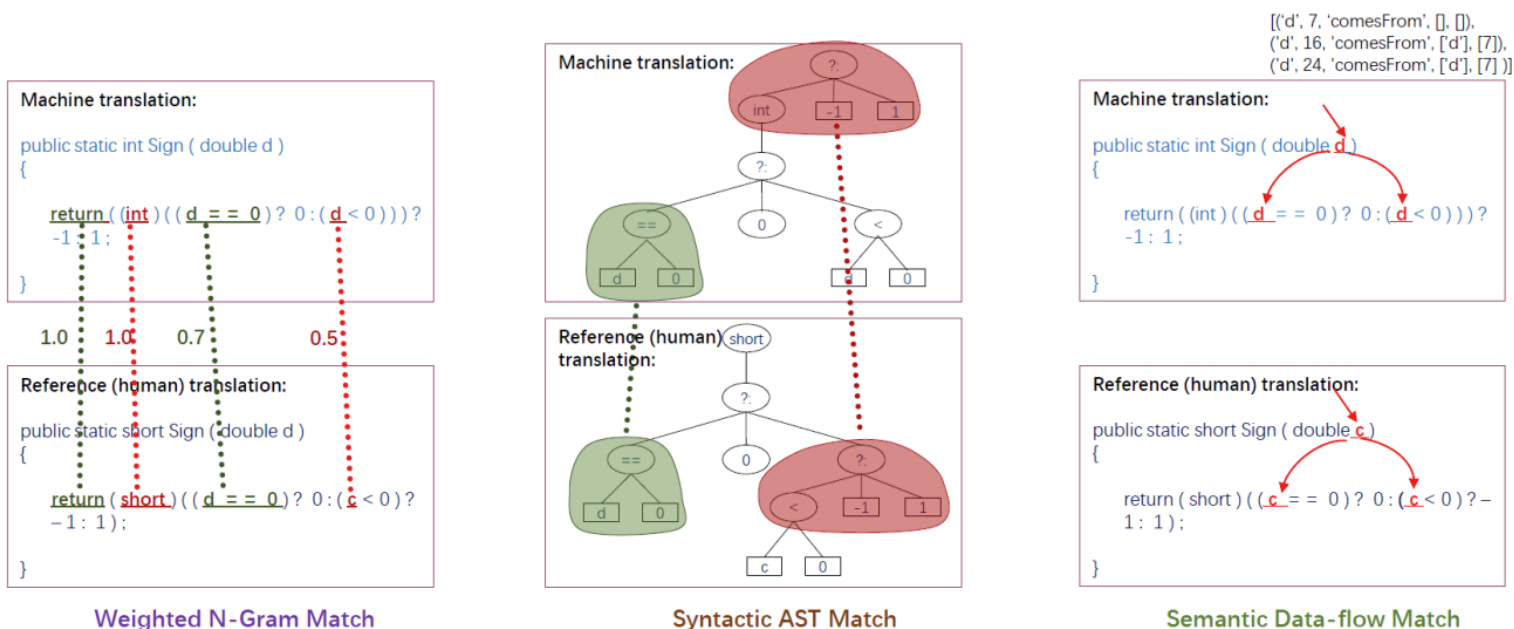 Machine translation:
public static int Sign ( double d )
{
return ( (int ) ( ( d = = 0 ) ? 0 : ( d < 0 ) ) ) ?
-1 : 1 ;
}
1.0 1.0 0.7 0.5
Reference (human) translation:
public static short Sign ( double d )
{
return ( short ) ( ( d = = 0 ) ? 0 : ( c < 0 ) ?
– 1 : 1 ) ;
}
Weighted N-Gram Match
Machine translation:
?:
int -1 1
?:
== 0 <
d 0 d 0
Reference (human)
translation:
short
?:
== 0 ?:
d 0 < -1 1
c 0
Syntactic AST Match
[('d', 7, 'comesFrom', [], []),
('d', 16, 'comesFrom', ['d'], [7]),
('d', 24, 'comesFrom', ['d'], [7] )]
Machine translation:
public static int Sign ( double d )
{
return ( (int ) ( ( d = = 0 ) ? 0 : ( d < 0 ) ) ) ?
-1 : 1 ;
}
Reference (human) translation:
public static short Sign ( double c )
{
return ( short ) ( ( c = = 0 ) ? 0 : ( c < 0 ) ? –
1 : 1 ) ;
}
Semantic Data-flow Match